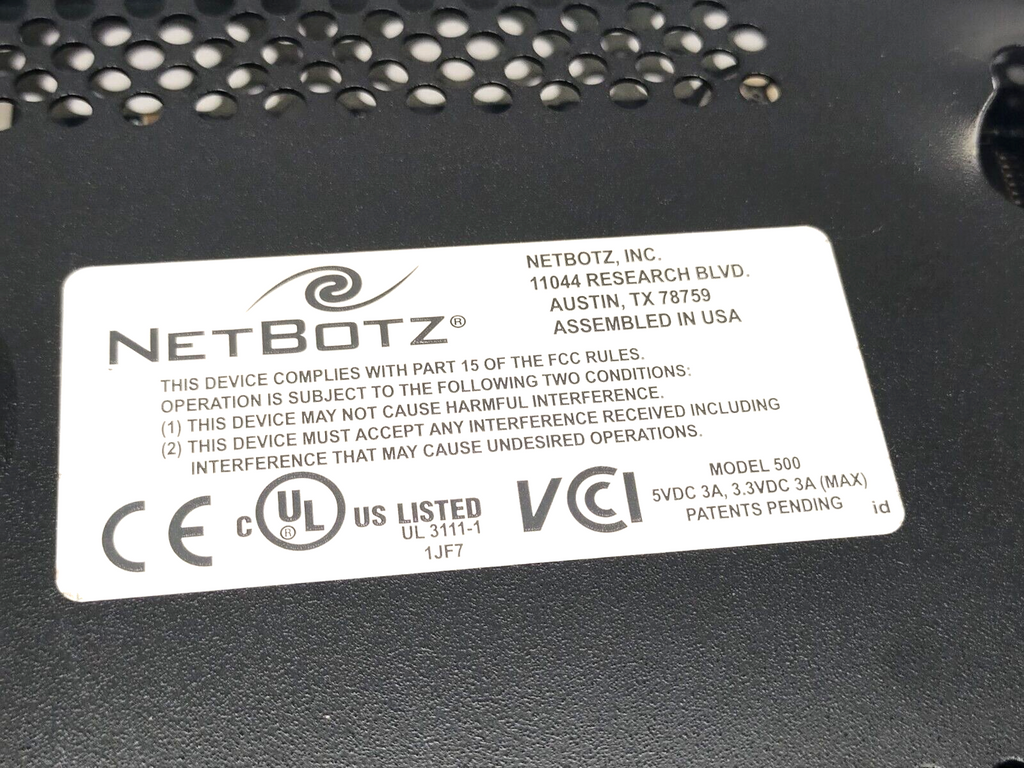 NETBOTZ®
NETBOTZ, INC.
11044 RESEARCH BLVD.
AUSTIN, TX 78759
ASSEMBLED IN USA
THIS DEVICE COMPLIES WITH PART 15 OF THE FCC RULES.
OPERATION IS SUBJECT TO THE FOLLOWING TWO CONDITIONS:
(1) THIS DEVICE MAY NOT CAUSE HARMFUL INTERFERENCE.
(2) THIS DEVICE MUST ACCEPT ANY INTERFERENCE RECEIVED INCLUDING
INTERFERENCE THAT MAY CAUSE UNDESIRED OPERATIONS.
CE
C UL® US LISTED
UL 3111-1
1JF7
VCCI
MODEL 500
5VDC 3A, 3.3VDC 3A (MAX)
PATENTS PENDING
id